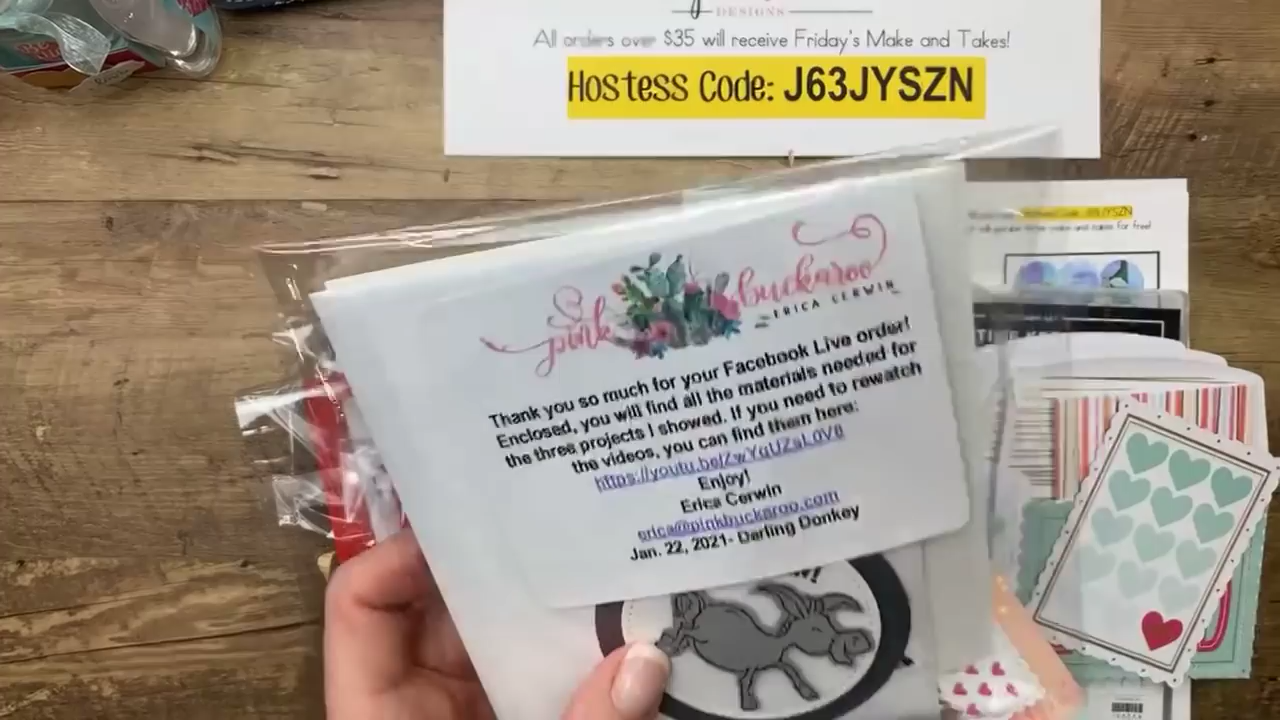 DESIGNS
All orders over $35 will receive Friday's Make and Takes!
Hostess Code: J63JYSZN
pink buckaroo
ERICA CERWIN
Thank you so much for your Facebook Live order!
Enclosed, you will find all the materials needed for
the three projects I showed. If you need to rewatch
the videos, you can find them here:
Enjoy!
Erica Cerwin
erica@pinkbuckaroo.com
Jan. 22, 2021- Darling Donkey